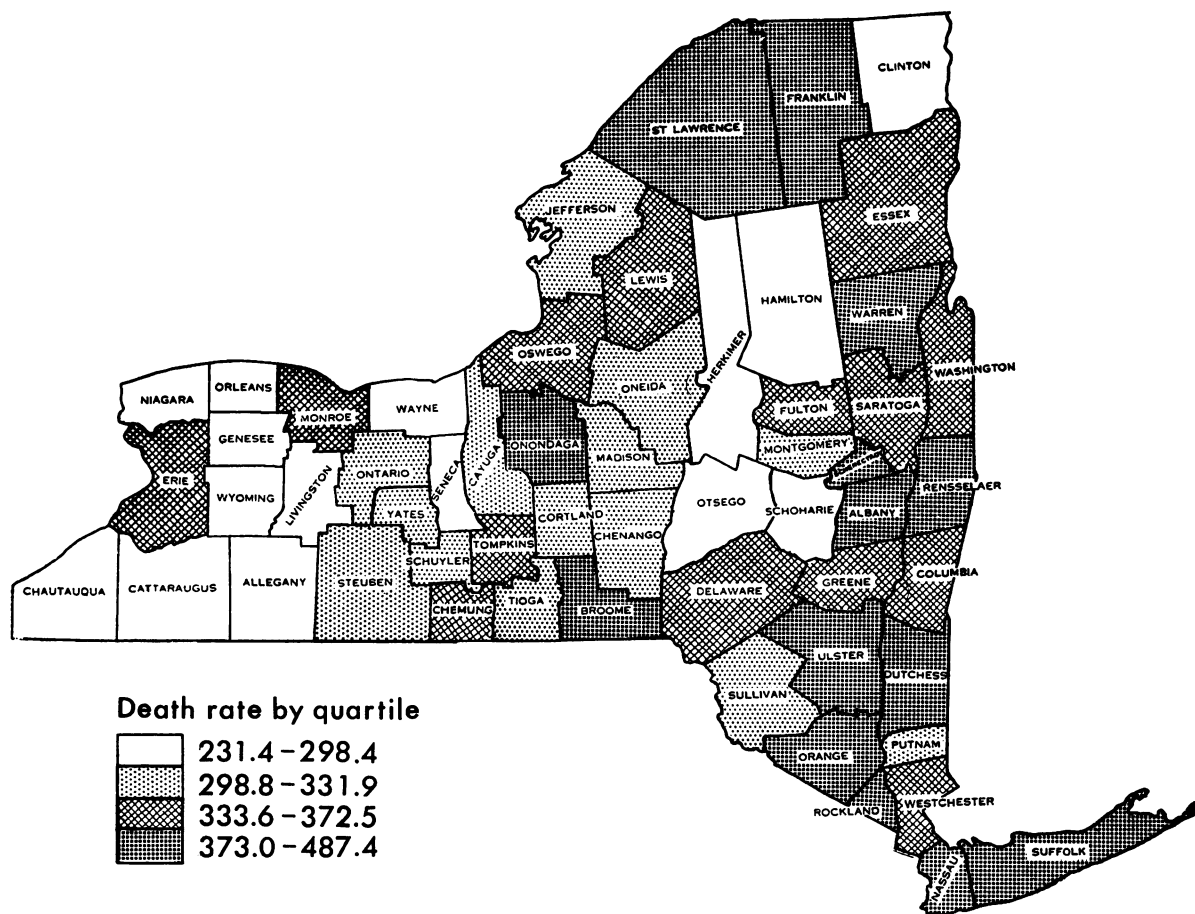 CLINTON
FRANKLIN
ST LAWRENCE
JEFFERSON
ESSEX
LEWIS
HAMILTON
WARREN
HERKIMER
OSWEGO
WASHINGTON
ONEIDA
ORLEANS
NIAGARA
WAYNE
FULTON
SARATOGA
MONROE
GENESEE
ONONDAGA
MONTGOMERY
MADISON
CAYUGA
ONTARIO
SENECA
ERIE
WYOMING
LIVINGSTON
SCHENECTADY
RENSSELAER
OTSEGO
SCHOHARIE
ALBANY
YATES
CORTLAND
CHENANGO
TOMPKINS
SCHUYLER
COLUMBIA
GREENE
CHAUTAUQUA
CATTARAUGUS
ALLEGANY
STEUBEN
DELAWARE
CHEMUNG
TIOGA
BROOME
ULSTER
DUTCHESS
SULLIVAN
PUTNAM
ORANGE
WESTCHESTER
ROCKLAND
SUFFOLK
NASSAU
Death rate by quartile
231.4-298.4
298.8-331.9
333.6-372.5
373.0-487.4